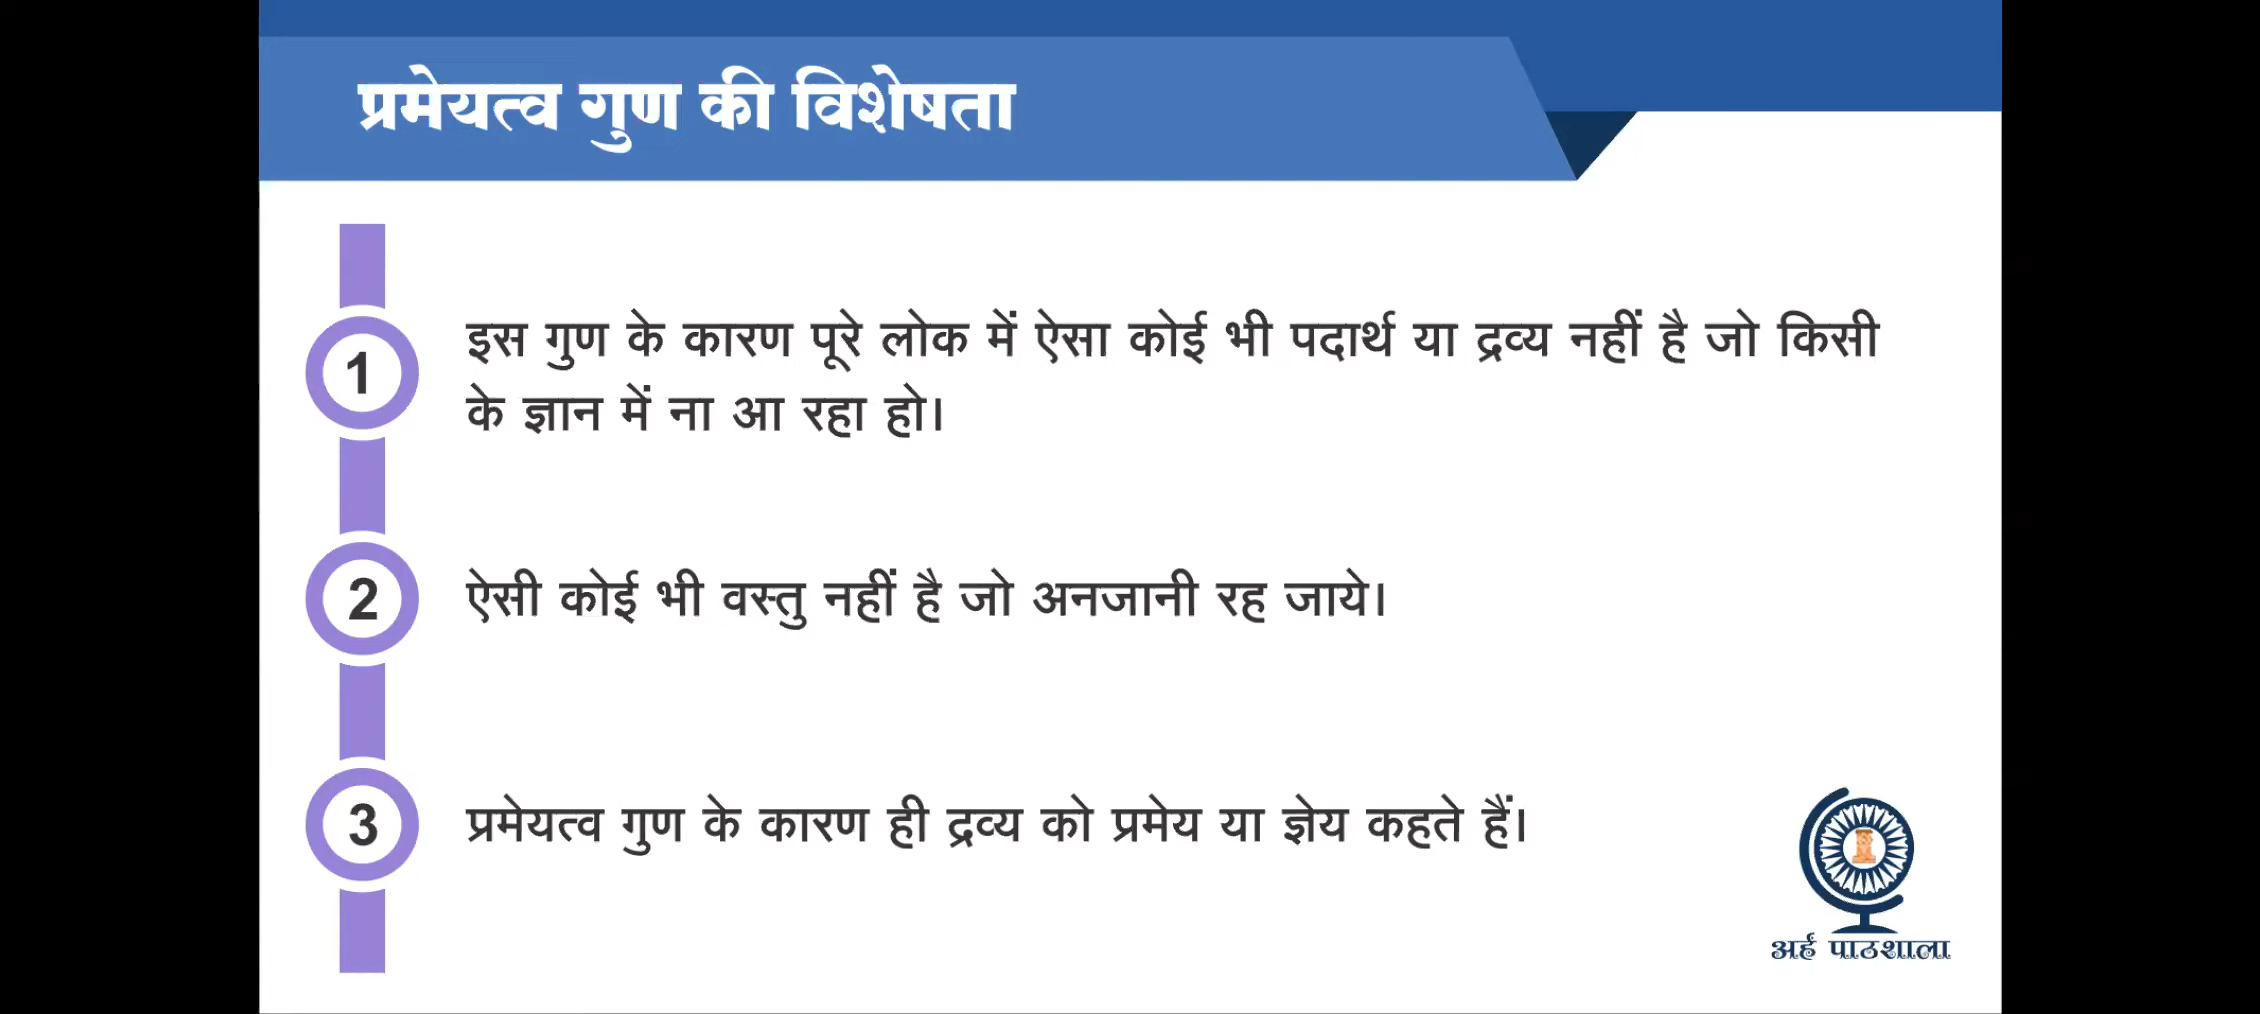 प्रमेयत्व गुण की विशेषता
1
इस गुण के कारण पूरे लोक में ऐसा कोई भी पदार्थ या द्रव्य नहीं है जो किसी
के ज्ञान में ना आ रहा हो।
2
ऐसी कोई भी वस्तु नहीं है जो अनजानी रह जाये।
3
प्रमेयत्व गुण के कारण ही द्रव्य को प्रमेय या ज्ञेय कहते हैं।
अर्हं पाठशाला